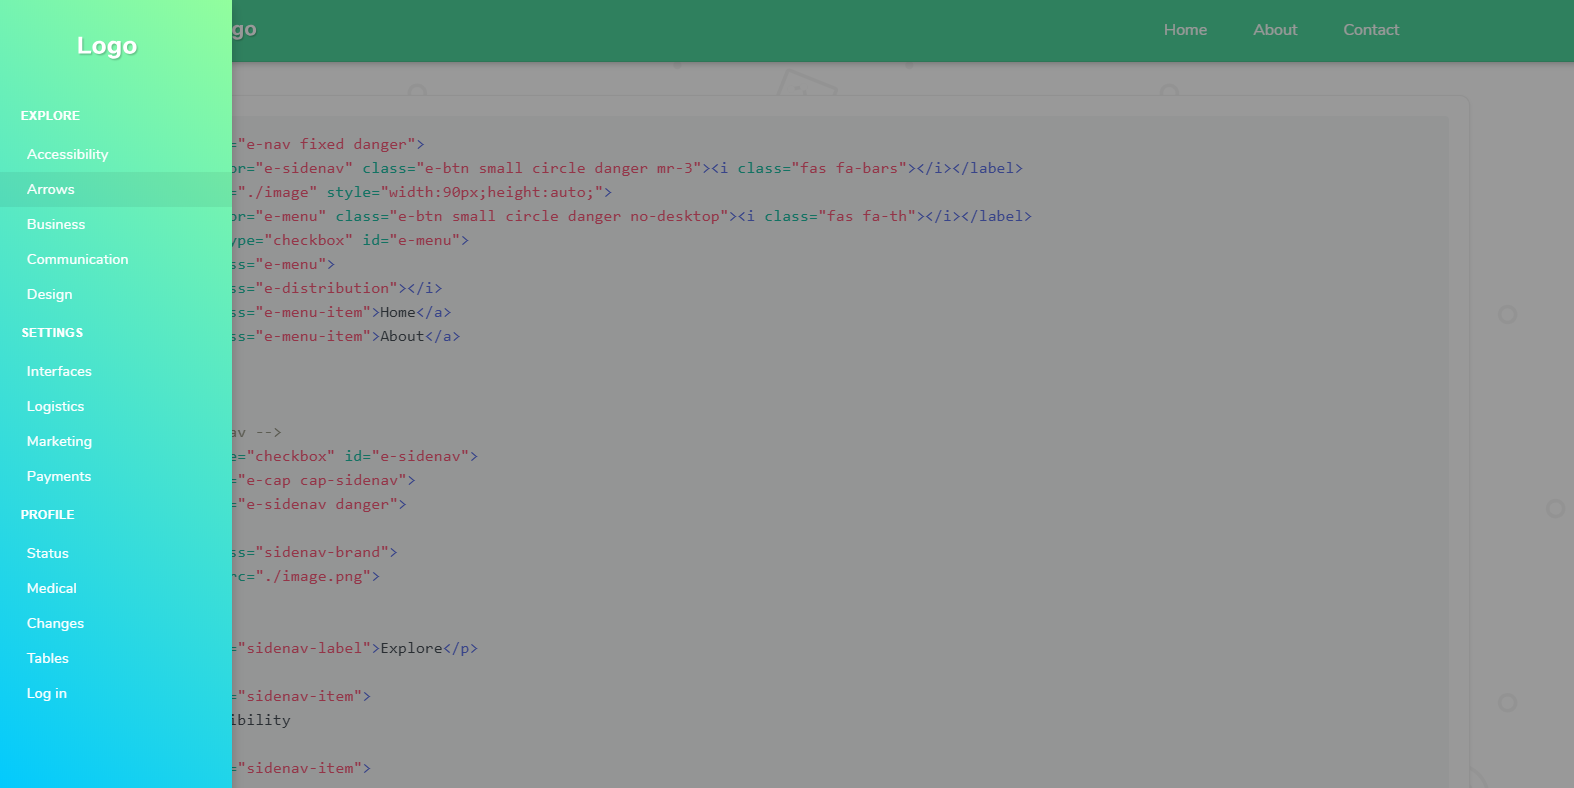 Logo
EXPLORE
Accessibility
Arrows
Business
Communication
Design
SETTINGS
Interfaces
Logistics
Marketing
Payments
PROFILE
Status
Medical
Changes
Tables
Log in
go
Home
About
Contact
="e-nav fixed danger">
or="e-sidenav" class="e-btn small circle danger mr-3"><i class="fas fa-bars"></i></label>
="./image" style="width:90px;height:auto;">
or="e-menu" class="e-btn small circle danger no-desktop"><i class="fas fa-th"></i></label>
ype="checkbox" id="e-menu">
ss="e-menu">
ss="e-distribution"></i>
ss="e-menu-item">Home</a>
ss="e-menu-item">About</a>
av -->
e="checkbox" id="e-sidenav">
="e-cap cap-sidenav">
="e-sidenav danger">
ss="sidenav-brand">
rc="./image.png">
="sidenav-label">Explore</p>
="sidenav-item">
ibility
="sidenav-item">